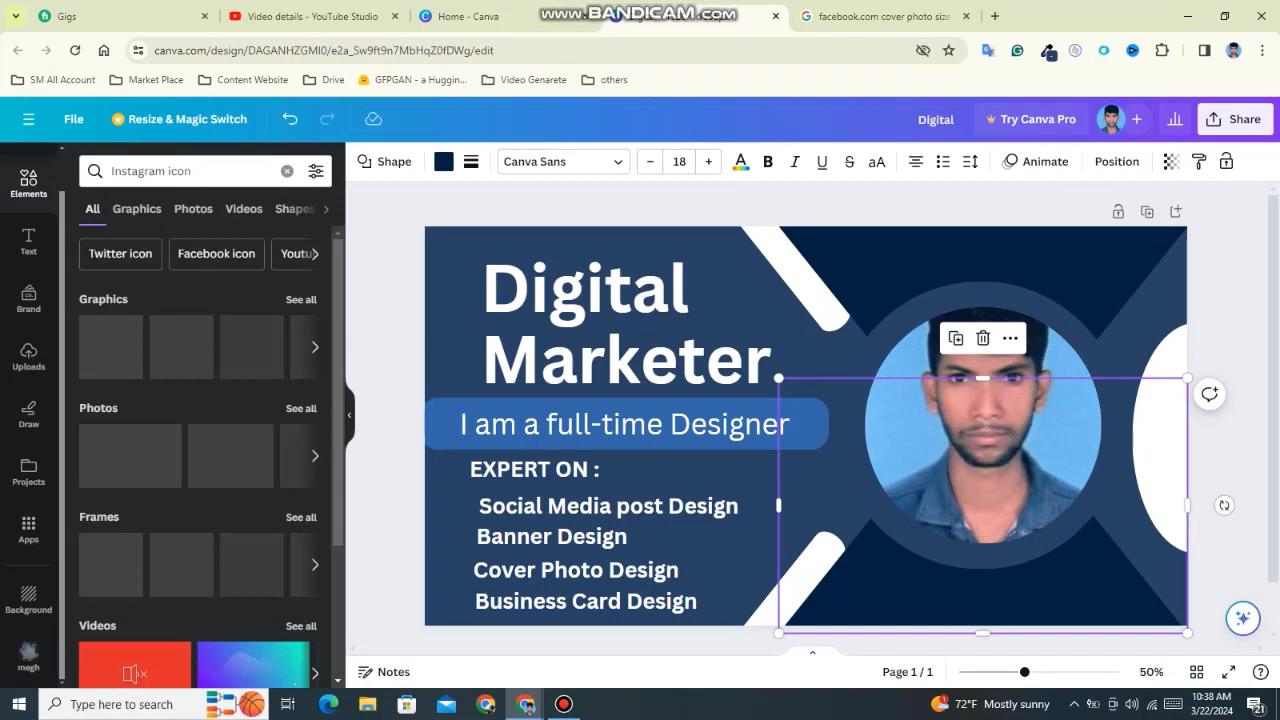 Gigs
Video details - YouTube Studio
Home - Canva
www.BANDICAM.com
facebook.com cover photo size
canva.com/design/DAGANHZGMI0/e2a_Sw9ft9n7MbHqZ0fDWg/edit
SM All Account
Market Place
Content Website
Drive
GFPGAN - a Huggin...
Video Genarete
others
File
Resize & Magic Switch
Digital
Try Canva Pro
Share
Instagram icon
Shape
Canva Sans
18
A
B
I
U
S
aA
Animate
Position
Elements
Text
Brand
Uploads
Draw
Projects
Apps
Background
megh
All
Graphics
Photos
Videos
Shapes
Twitter icon
Facebook icon
Youtu
Graphics
See all
Photos
See all
Frames
See all
Videos
See all
Digital
Marketer.
I am a full-time Designer
EXPERT ON :
Social Media post Design
Banner Design
Cover Photo Design
Business Card Design
Notes
Page 1 / 1
50%
Type here to search
72°F Mostly sunny
10:38 AM
3/22/2024
21